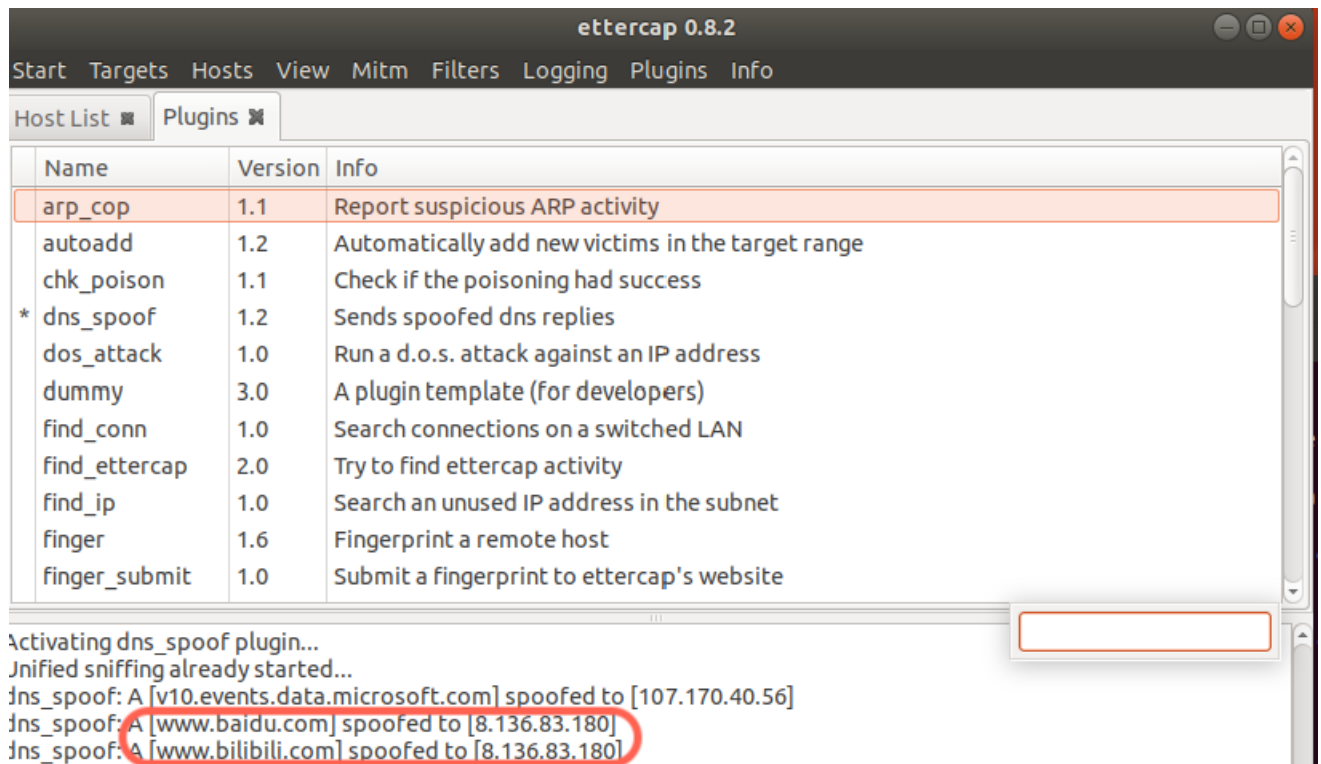 ettercap 0.8.2
Start Targets Hosts View Mitm Filters Logging Plugins Info
Host List Plugins
Name Version Info
arp_cop 1.1 Report suspicious ARP activity
autoadd 1.2 Automatically add new victims in the target range
chk_poison 1.1 Check if the poisoning had success
* dns_spoof 1.2 Sends spoofed dns replies
dos_attack 1.0 Run a d.o.s. attack against an IP address
dummy 3.0 A plugin template (for developers)
find_conn 1.0 Search connections on a switched LAN
find_ettercap 2.0 Try to find ettercap activity
find_ip 1.0 Search an unused IP address in the subnet
finger 1.6 Fingerprint a remote host
finger_submit 1.0 Submit a fingerprint to ettercap's website
Activating dns_spoof plugin...
Unified sniffing already started...
dns_spoof: A [v10.events.data.microsoft.com] spoofed to [107.170.40.56]
dns_spoof: A [www.baidu.com] spoofed to [8.136.83.180]
dns_spoof: A [www.bilibili.com] spoofed to [8.136.83.180]